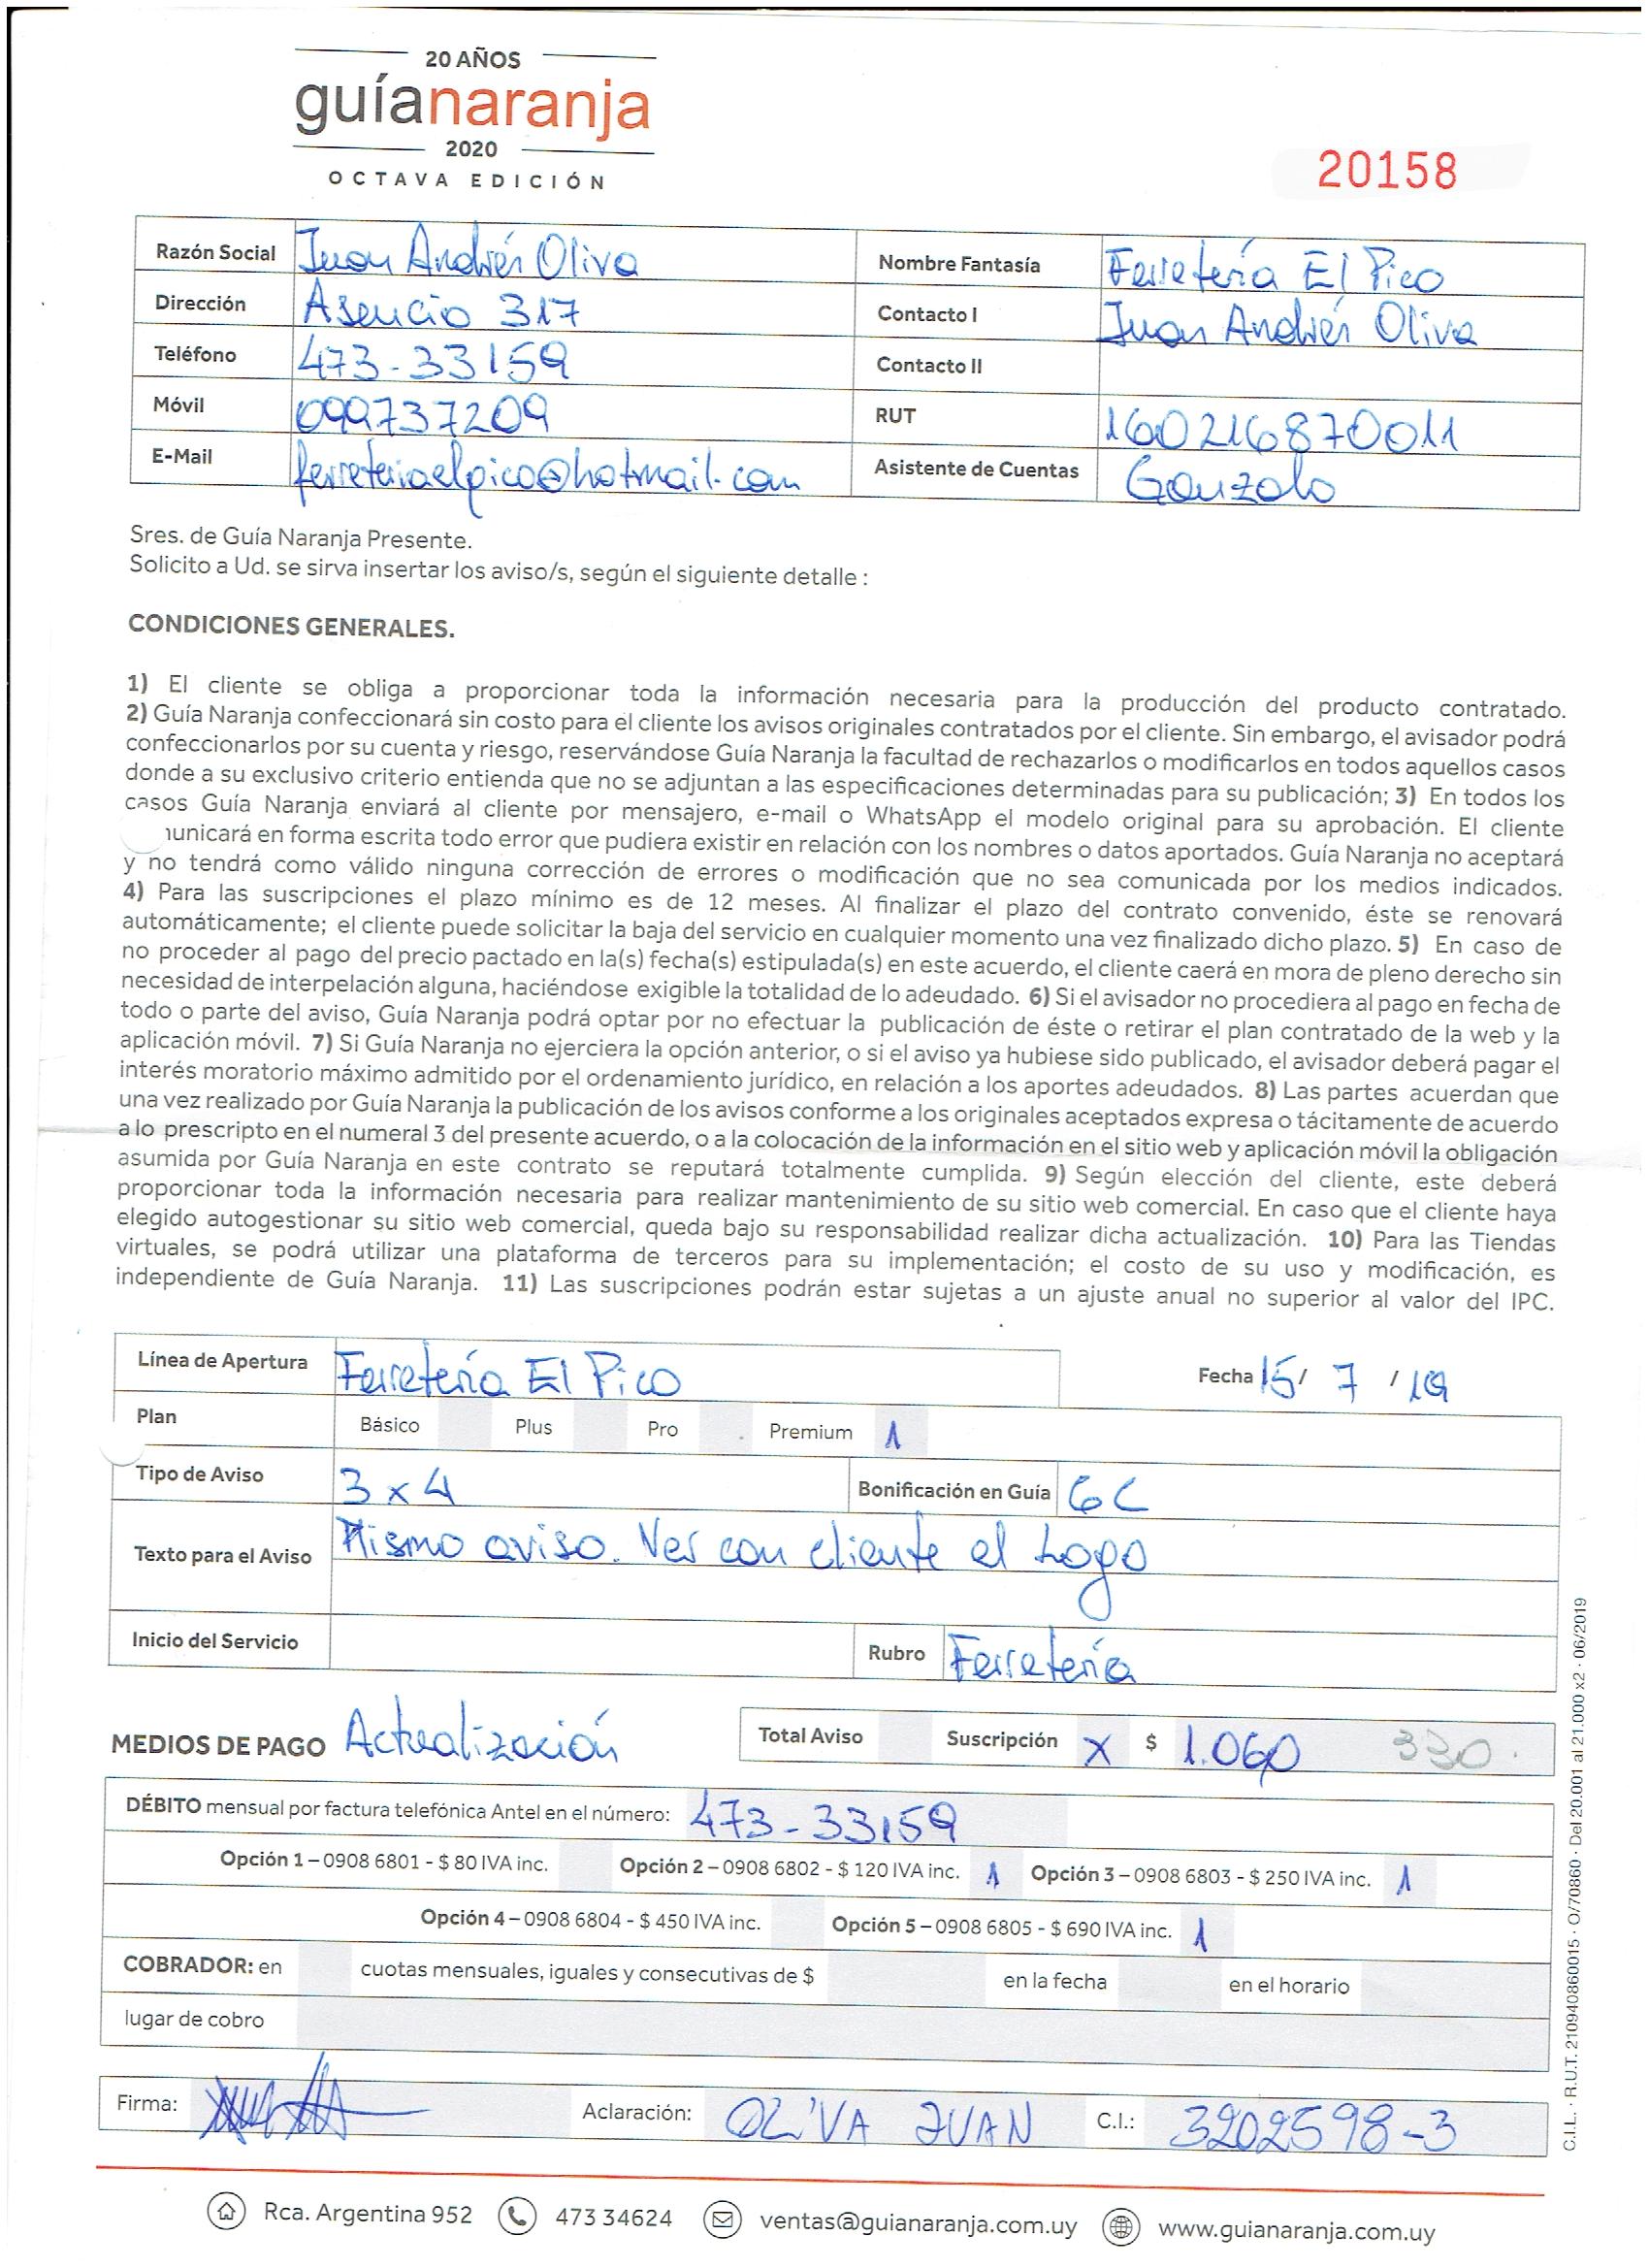 20 AÑOS
guíanaranja
2020
OCTAVA EDICIÓN
20158
Razón Social Juan Andrés Oliva Nombre Fantasía Ferretería El Pico
Dirección Asencio 317 Contacto I Juan Andrés Oliva
Teléfono 473-33159 Contacto II
Móvil 099737209 RUT 160216870011
E-Mail ferreteriaelpico@hotmail.com Asistente de Cuentas Gonzalo
Sres. de Guía Naranja Presente.
Solicito a Ud. se sirva insertar los aviso/s, según el siguiente detalle :
CONDICIONES GENERALES.
1) El cliente se obliga a proporcionar toda la información necesaria para la producción del producto contratado.
2) Guía Naranja confeccionará sin costo para el cliente los avisos originales contratados por el cliente. Sin embargo, el avisador podrá
confeccionarlos por su cuenta y riesgo, reservándose Guía Naranja la facultad de rechazarlos o modificarlos en todos aquellos casos
donde a su exclusivo criterio entienda que no se adjuntan a las especificaciones determinadas para su publicación; 3) En todos los
casos Guía Naranja enviará al cliente por mensajero, e-mail o WhatsApp el modelo original para su aprobación. El cliente
unicará en forma escrita todo error que pudiera existir en relación con los nombres o datos aportados. Guía Naranja no aceptará
y no tendrá como válido ninguna corrección de errores o modificación que no sea comunicada por los medios indicados.
4) Para las suscripciones el plazo mínimo es de 12 meses. Al finalizar el plazo del contrato convenido, éste se renovará
automáticamente; el cliente puede solicitar la baja del servicio en cualquier momento una vez finalizado dicho plazo. 5) En caso de
no proceder al pago del precio pactado en la(s) fecha(s) estipulada(s) en este acuerdo, el cliente caerá en mora de pleno derecho sin
necesidad de interpelación alguna, haciéndose exigible la totalidad de lo adeudado. 6) Si el avisador no procediera al pago en fecha de
todo o parte del aviso, Guía Naranja podrá optar por no efectuar la publicación de éste o retirar el plan contratado de la web y la
aplicación móvil. 7) Si Guía Naranja no ejerciera la opción anterior, o si el aviso ya hubiese sido publicado, el avisador deberá pagar el
interés moratorio máximo admitido por el ordenamiento jurídico, en relación a los aportes adeudados. 8) Las partes acuerdan que
una vez realizado por Guía Naranja la publicación de los avisos conforme a los originales aceptados expresa o tácitamente de acuerdo
a lo prescripto en el numeral 3 del presente acuerdo, o a la colocación de la información en el sitio web y aplicación móvil la obligación
asumida por Guía Naranja en este contrato se reputará totalmente cumplida. 9) Según elección del cliente, este deberá
proporcionar toda la información necesaria para realizar mantenimiento de su sitio web comercial. En caso que el cliente haya
elegido autogestionar su sitio web comercial, queda bajo su responsabilidad realizar dicha actualización. 10) Para las Tiendas
virtuales, se podrá utilizar una plataforma de terceros para su implementación; el costo de su uso y modificación, es
independiente de Guía Naranja. 11) Las suscripciones podrán estar sujetas a un ajuste anual no superior al valor del IPC.
Línea de Apertura Ferretería El Pico Fecha 15/ 7 / 19
Plan Básico Plus Pro Premium 1
Tipo de Aviso 3 x 4 Bonificación en Guía 6C
Texto para el Aviso Mismo aviso. Ver con cliente el Logo
Inicio del Servicio Rubro Ferretería
MEDIOS DE PAGO Actualización Total Aviso Suscripción X $ 1.060 330.
DÉBITO mensual por factura telefónica Antel en el número: 473-33159
Opción 1 – 0908 6801 - $ 80 IVA inc. Opción 2 – 0908 6802 - $ 120 IVA inc. 1 Opción 3 – 0908 6803 - $ 250 IVA inc. 1
Opción 4 – 0908 6804 - $ 450 IVA inc. Opción 5 – 0908 6805 - $ 690 IVA inc. 1
COBRADOR: en cuotas mensuales, iguales y consecutivas de $ en la fecha en el horario
lugar de cobro
Firma: Aclaración: OLIVA JUAN C.I.: 3202598-3
C.I.L. · R.U.T. 210940860015 · O/70860 · Del 20.001 al 21.000 x2 · 06/2019
Rca. Argentina 952 473 34624 ventas@guianaranja.com.uy www.guianaranja.com.uy